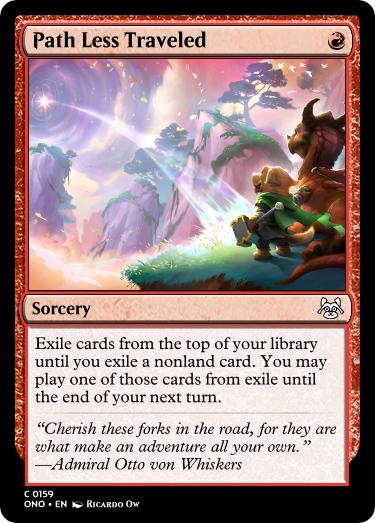 Path Less Traveled
Sorcery
Exile cards from the top of your library
until you exile a nonland card. You may
play one of those cards from exile until
the end of your next turn.
“Cherish these forks in the road, for they are
what make an adventure all your own.”
—Admiral Otto von Whiskers
C 0159
ONO • EN Ricardo Ow